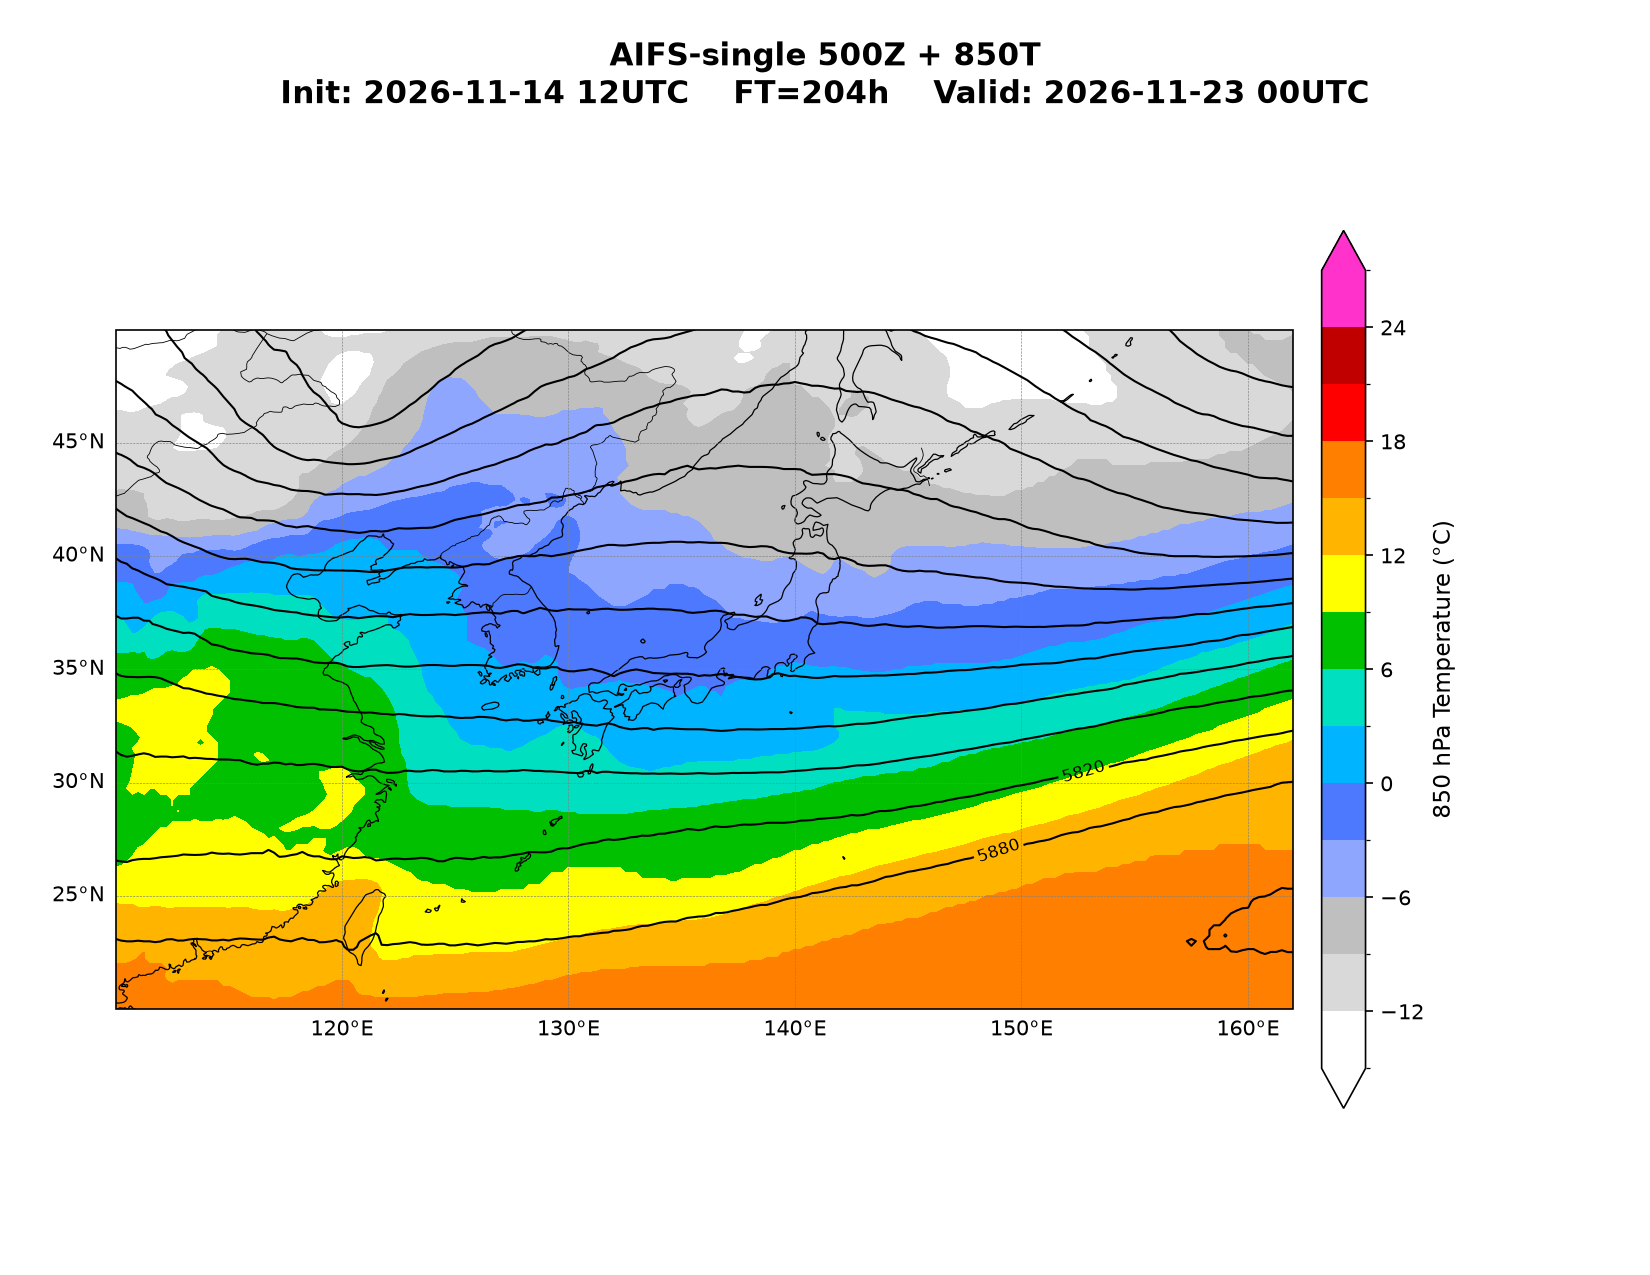 AIFS-single 500Z + 850T
Init: 2026-11-14 12UTC    FT=204h    Valid: 2026-11-23 00UTC
24
18
12
6
0
−6
−12
850 hPa Temperature (°C)
45°N
40°N
35°N
30°N
25°N
5820
5880
120°E
130°E
140°E
150°E
160°E